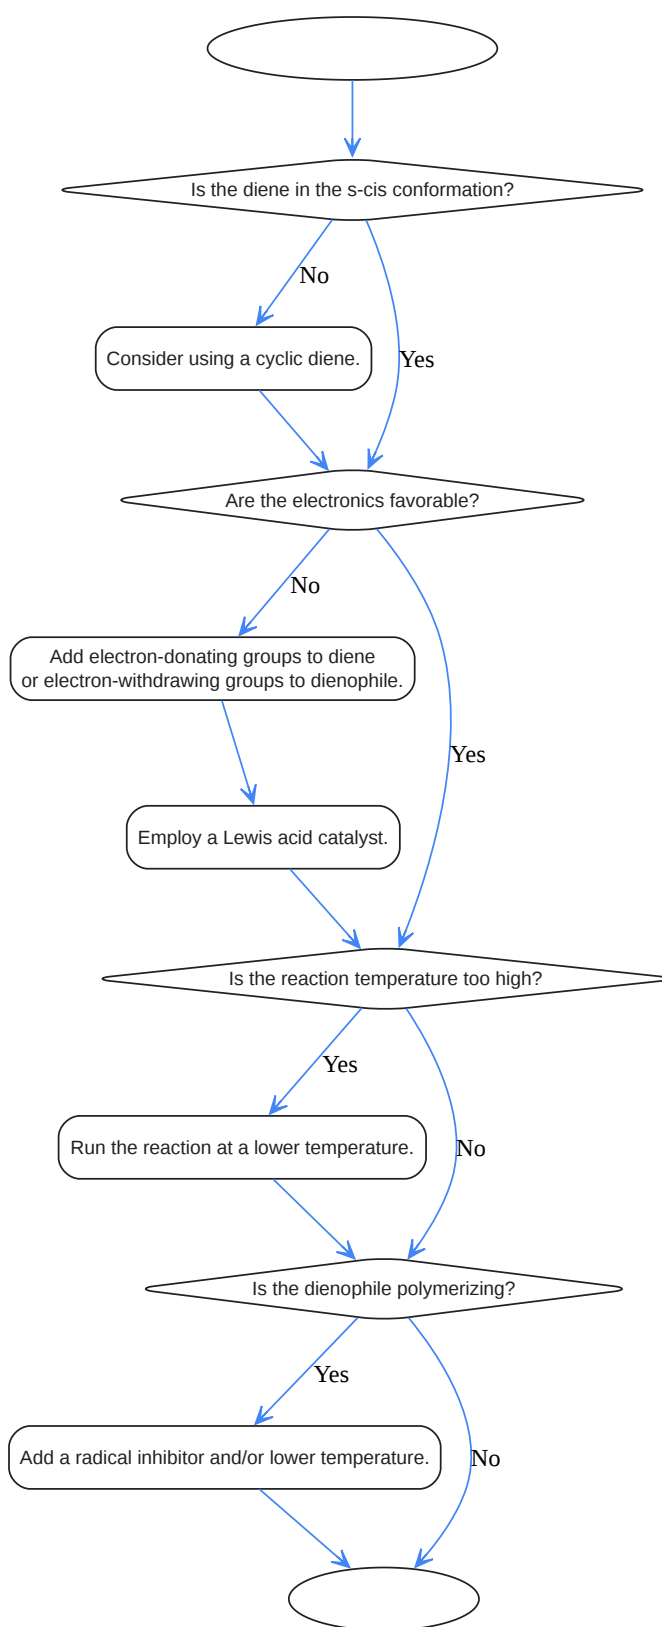 Is the diene in the s-cis conformation?
No
Consider using a cyclic diene.
Yes
Are the electronics favorable?
No
Add electron-donating groups to diene
or electron-withdrawing groups to dienophile.
Yes
Employ a Lewis acid catalyst.
Is the reaction temperature too high?
Yes
Run the reaction at a lower temperature.
No
Is the dienophile polymerizing?
Yes
Add a radical inhibitor and/or lower temperature.
No